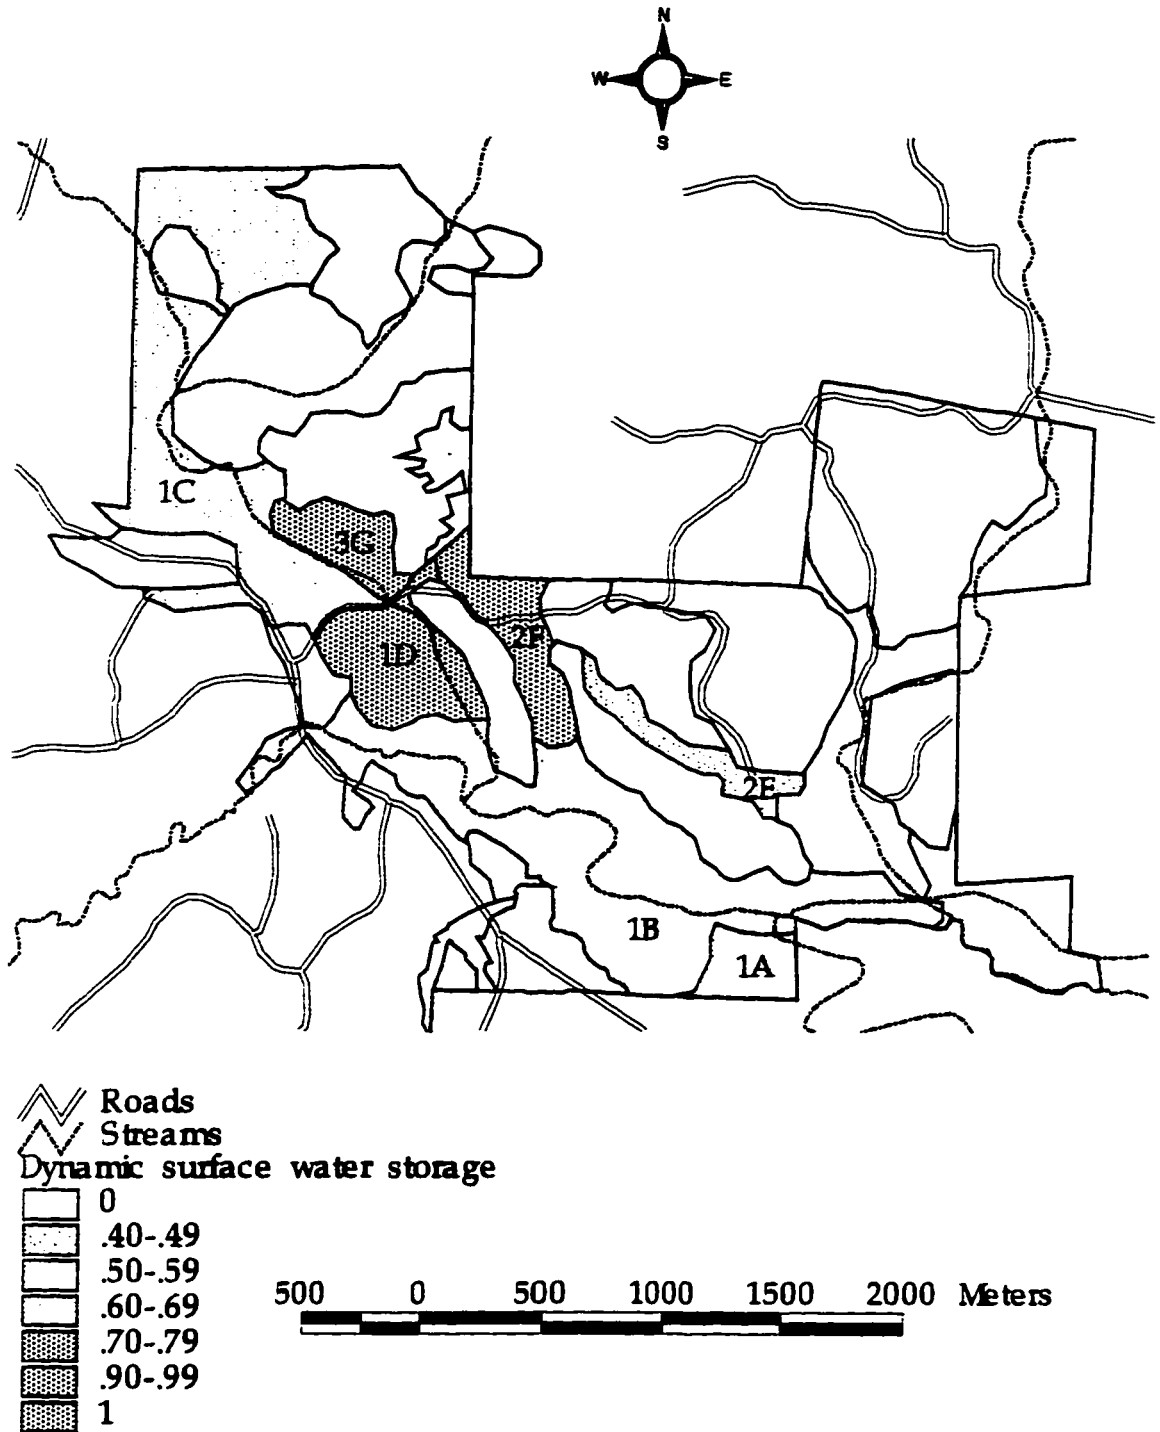 N
W E
S
1C
3G
1D
2F
2E
1B
1A
Roads
Streams
Dynamic surface water storage
0
.40-.49
.50-.59
.60-.69
.70-.79
.90-.99
1
500 0 500 1000 1500 2000 Meters